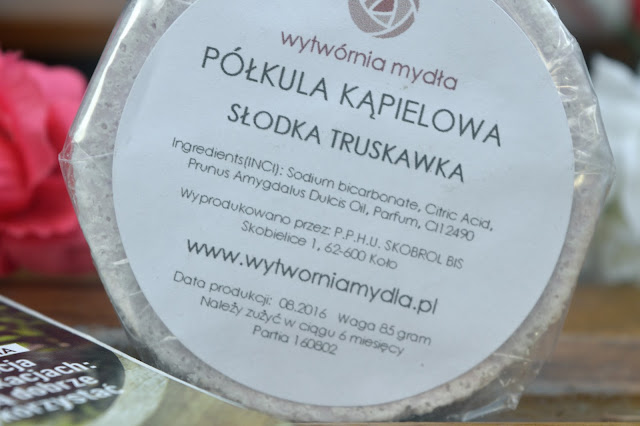 wytwórnia mydła
PÓŁKULA KĄPIELOWA
SŁODKA TRUSKAWKA
Ingredients(INCI): Sodium bicarbonate, Citric Acid,
Prunus Amygdalus Dulcis Oil, Parfum, CI12490
Wyprodukowano przez: P.P.H.U. SKOBROL BIS
Skobielice 1, 62-600 Koło
www.wytworniamydla.pl
Data produkcji: 08.2016 Waga 85 gram
Należy zużyć w ciągu 6 miesięcy
Partia 160802
dobrze